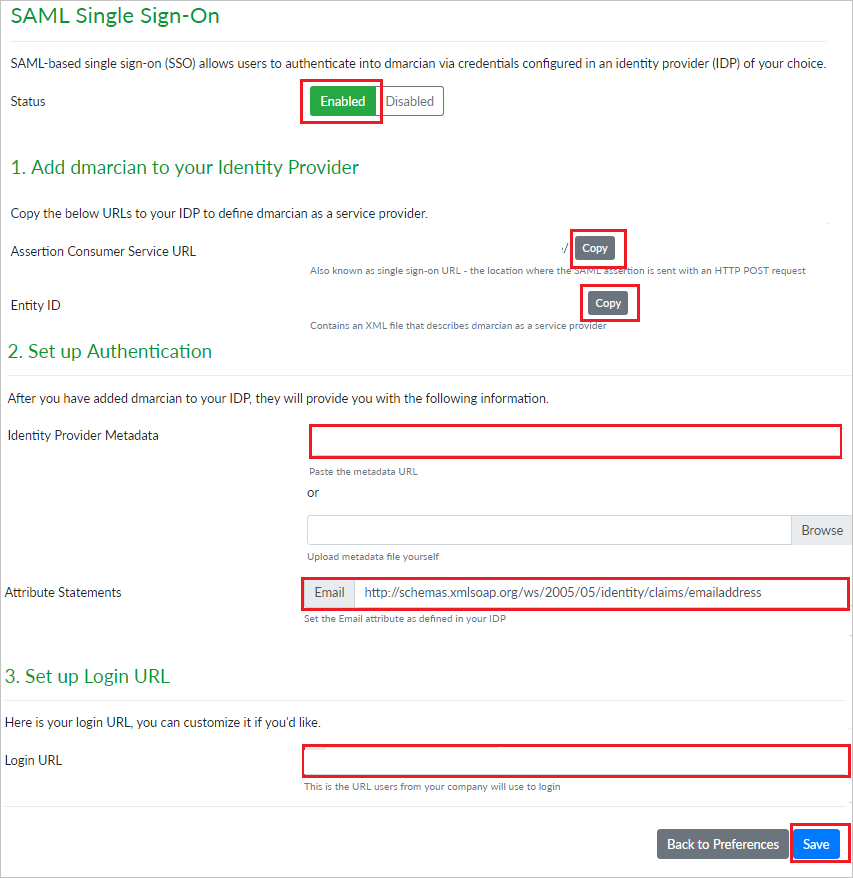 SAML Single Sign-On
SAML-based single sign-on (SSO) allows users to authenticate into dmarcian via credentials configured in an identity provider (IDP) of your choice.
Status
Enabled
Disabled
1. Add dmarcian to your Identity Provider
Copy the below URLs to your IDP to define dmarcian as a service provider.
Assertion Consumer Service URL
/
Copy
Also known as single sign-on URL - the location where the SAML assertion is sent with an HTTP POST request
Entity ID
Copy
Contains an XML file that describes dmarcian as a service provider
2. Set up Authentication
After you have added dmarcian to your IDP, they will provide you with the following information.
Identity Provider Metadata
Paste the metadata URL
or
Browse
Upload metadata file yourself
Attribute Statements
Email
http://schemas.xmlsoap.org/ws/2005/05/identity/claims/emailaddress
Set the Email attribute as defined in your IDP
3. Set up Login URL
Here is your login URL, you can customize it if you'd like.
Login URL
This is the URL users from your company will use to login
Back to Preferences
Save